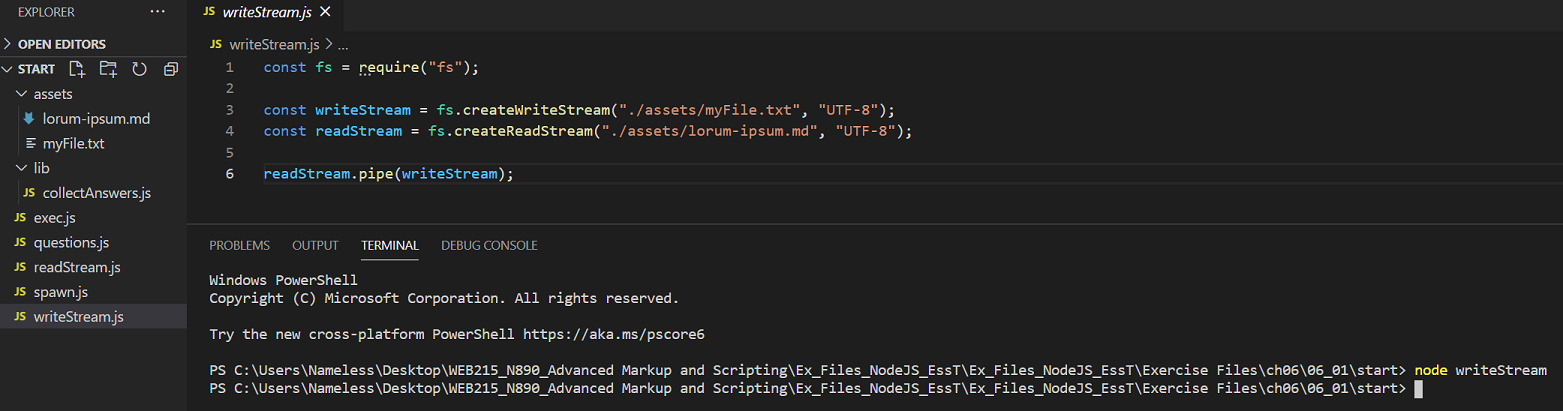 EXPLORER ...
OPEN EDITORS
START
assets
lorum-ipsum.md
myFile.txt
lib
JS collectAnswers.js
JS exec.js
JS questions.js
JS readStream.js
JS spawn.js
JS writeStream.js
JS writeStream.js
JS writeStream.js > ...
1 const fs = require("fs");
2
3 const writeStream = fs.createWriteStream("./assets/myFile.txt", "UTF-8");
4 const readStream = fs.createReadStream("./assets/lorum-ipsum.md", "UTF-8");
5
6 readStream.pipe(writeStream);
PROBLEMS OUTPUT TERMINAL DEBUG CONSOLE
Windows PowerShell
Copyright (C) Microsoft Corporation. All rights reserved.
Try the new cross-platform PowerShell https://aka.ms/pscore6
PS C:\Users\Nameless\Desktop\WEB215_N890_Advanced Markup and Scripting\Ex_Files_NodeJS_EssT\Ex_Files_NodeJS_EssT\Exercise Files\ch06\06_01\start> node writeStream
PS C:\Users\Nameless\Desktop\WEB215_N890_Advanced Markup and Scripting\Ex_Files_NodeJS_EssT\Ex_Files_NodeJS_EssT\Exercise Files\ch06\06_01\start>